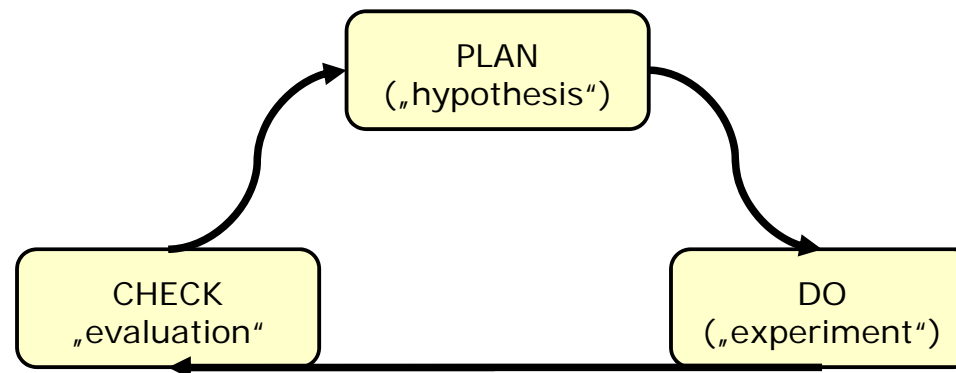 PLAN
(„hypothesis“)
CHECK
„evaluation“
DO
(„experiment“)